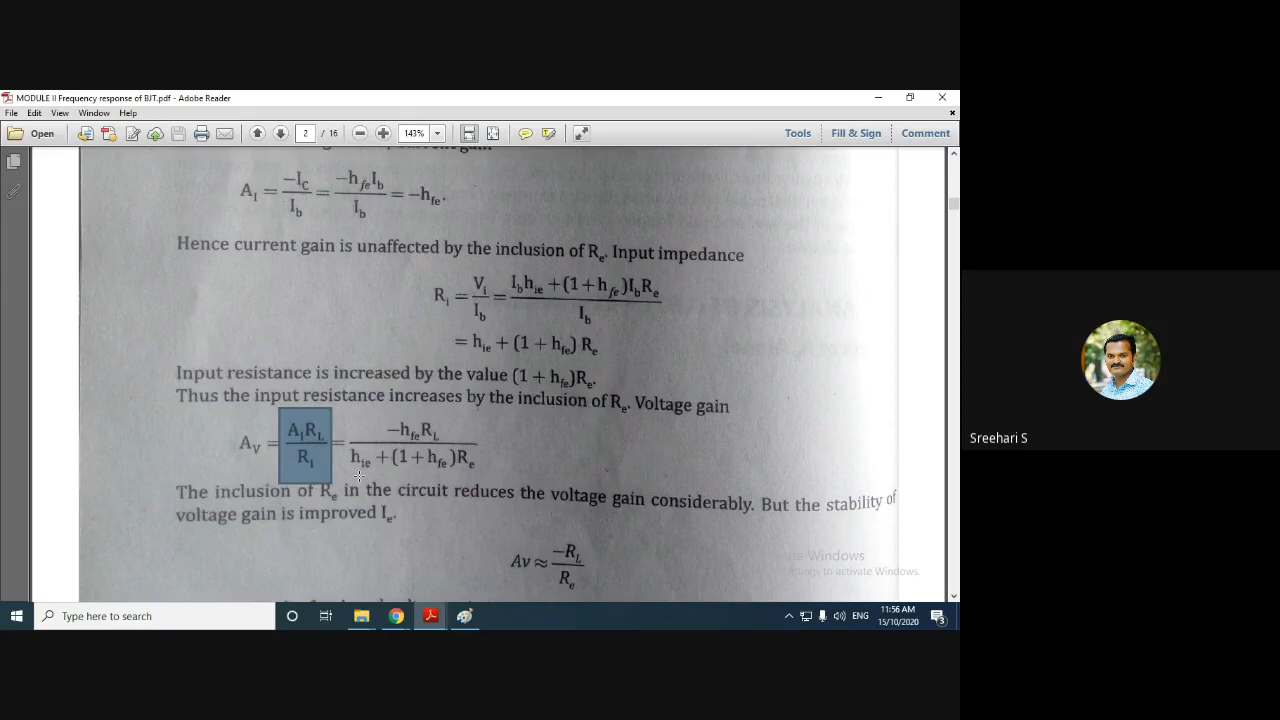 MODULE II Frequency response of BJT.pdf - Adobe Reader
File Edit View Window Help
Open 2 / 16 143% Tools Fill & Sign Comment
A_I = -I_C / I_b = -h_fe I_b / I_b = -h_fe.
Hence current gain is unaffected by the inclusion of R_e. Input impedance
R_i = V_i / I_b = I_b h_ie + (1 + h_fe) I_b R_e / I_b
= h_ie + (1 + h_fe) R_e
Input resistance is increased by the value (1 + h_fe)R_e.
Thus the input resistance increases by the inclusion of R_e. Voltage gain
A_V = A_I R_L / R_i = -h_fe R_L / h_ie + (1 + h_fe)R_e
The inclusion of R_e in the circuit reduces the voltage gain considerably. But the stability of
voltage gain is improved I_e.
Av ≈ -R_L / R_e
Sreehari S
Type here to search
ENG
11:56 AM
15/10/2020
3